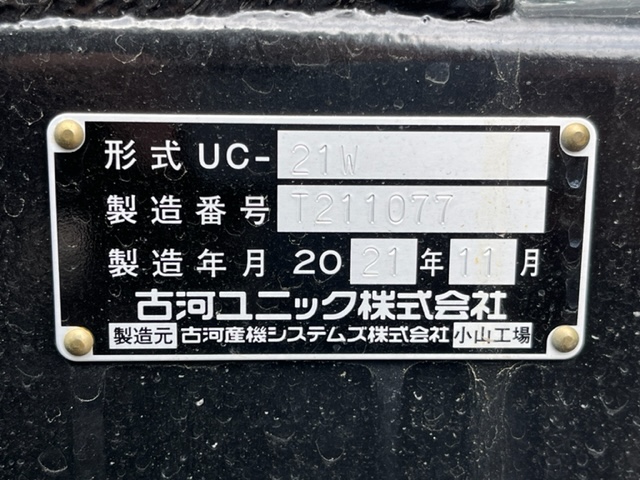 形式 UC-21W
製造番号 T211077
製造年月 2021年11月
古河ユニック株式会社
製造元 古河産機システムズ株式会社 小山工場